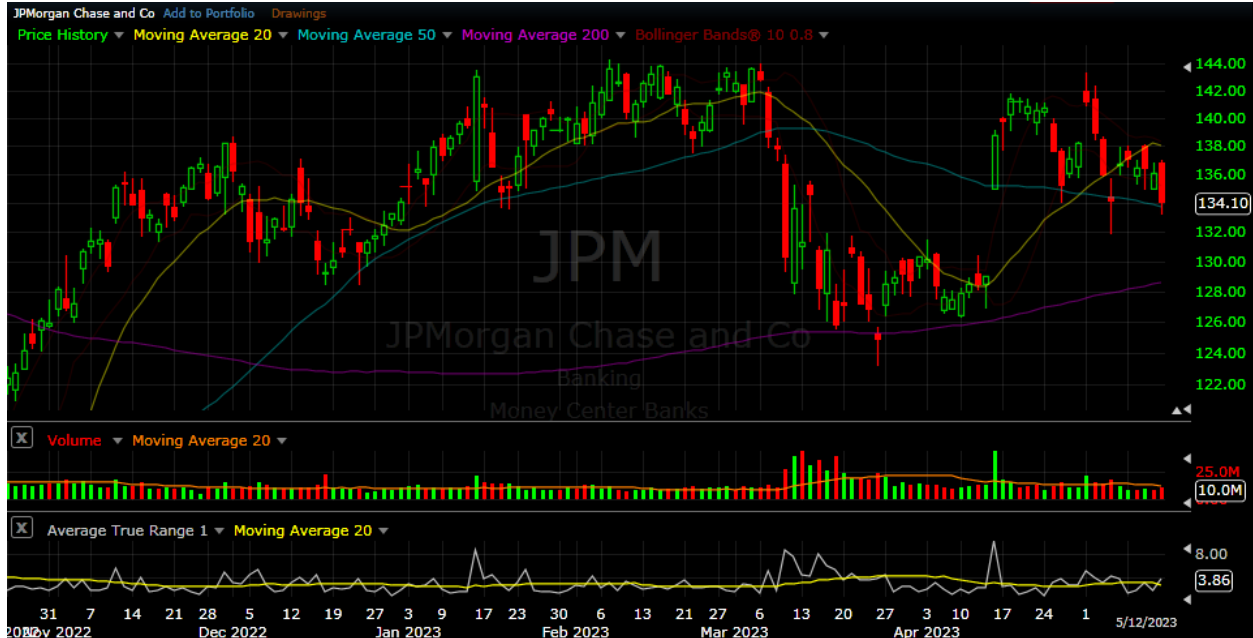 JPMorgan Chase and Co Add to Portfolio Drawings
Price History Moving Average 20 Moving Average 50 Moving Average 200 Bollinger Bands® 10 0.8
144.00
142.00
140.00
138.00
136.00
134.10
132.00
130.00
128.00
126.00
124.00
122.00
JPM
JPMorgan Chase and Co
Banking
Money Center Banks
X Volume Moving Average 20
25.0M
10.0M
X Average True Range 1 Moving Average 20
8.00
3.86
31 7 14 21 28 5 12 19 27 3 9 17 23 30 6 13 21 27 6 13 20 27 3 10 17 24 1 5/12/2023
Nov 2022 Dec 2022 Jan 2023 Feb 2023 Mar 2023 Apr 2023